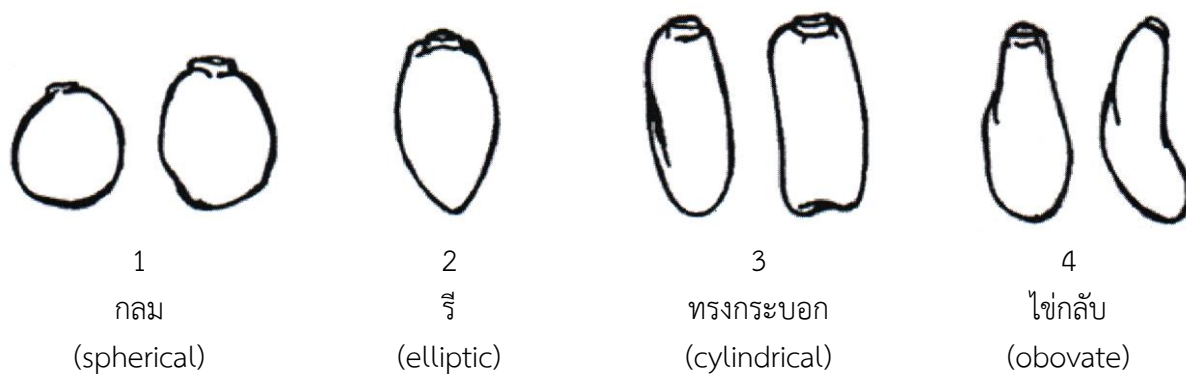 1 2 3 4
กลม รี ทรงกระบอก ไข่กลับ
(spherical) (elliptic) (cylindrical) (obovate)